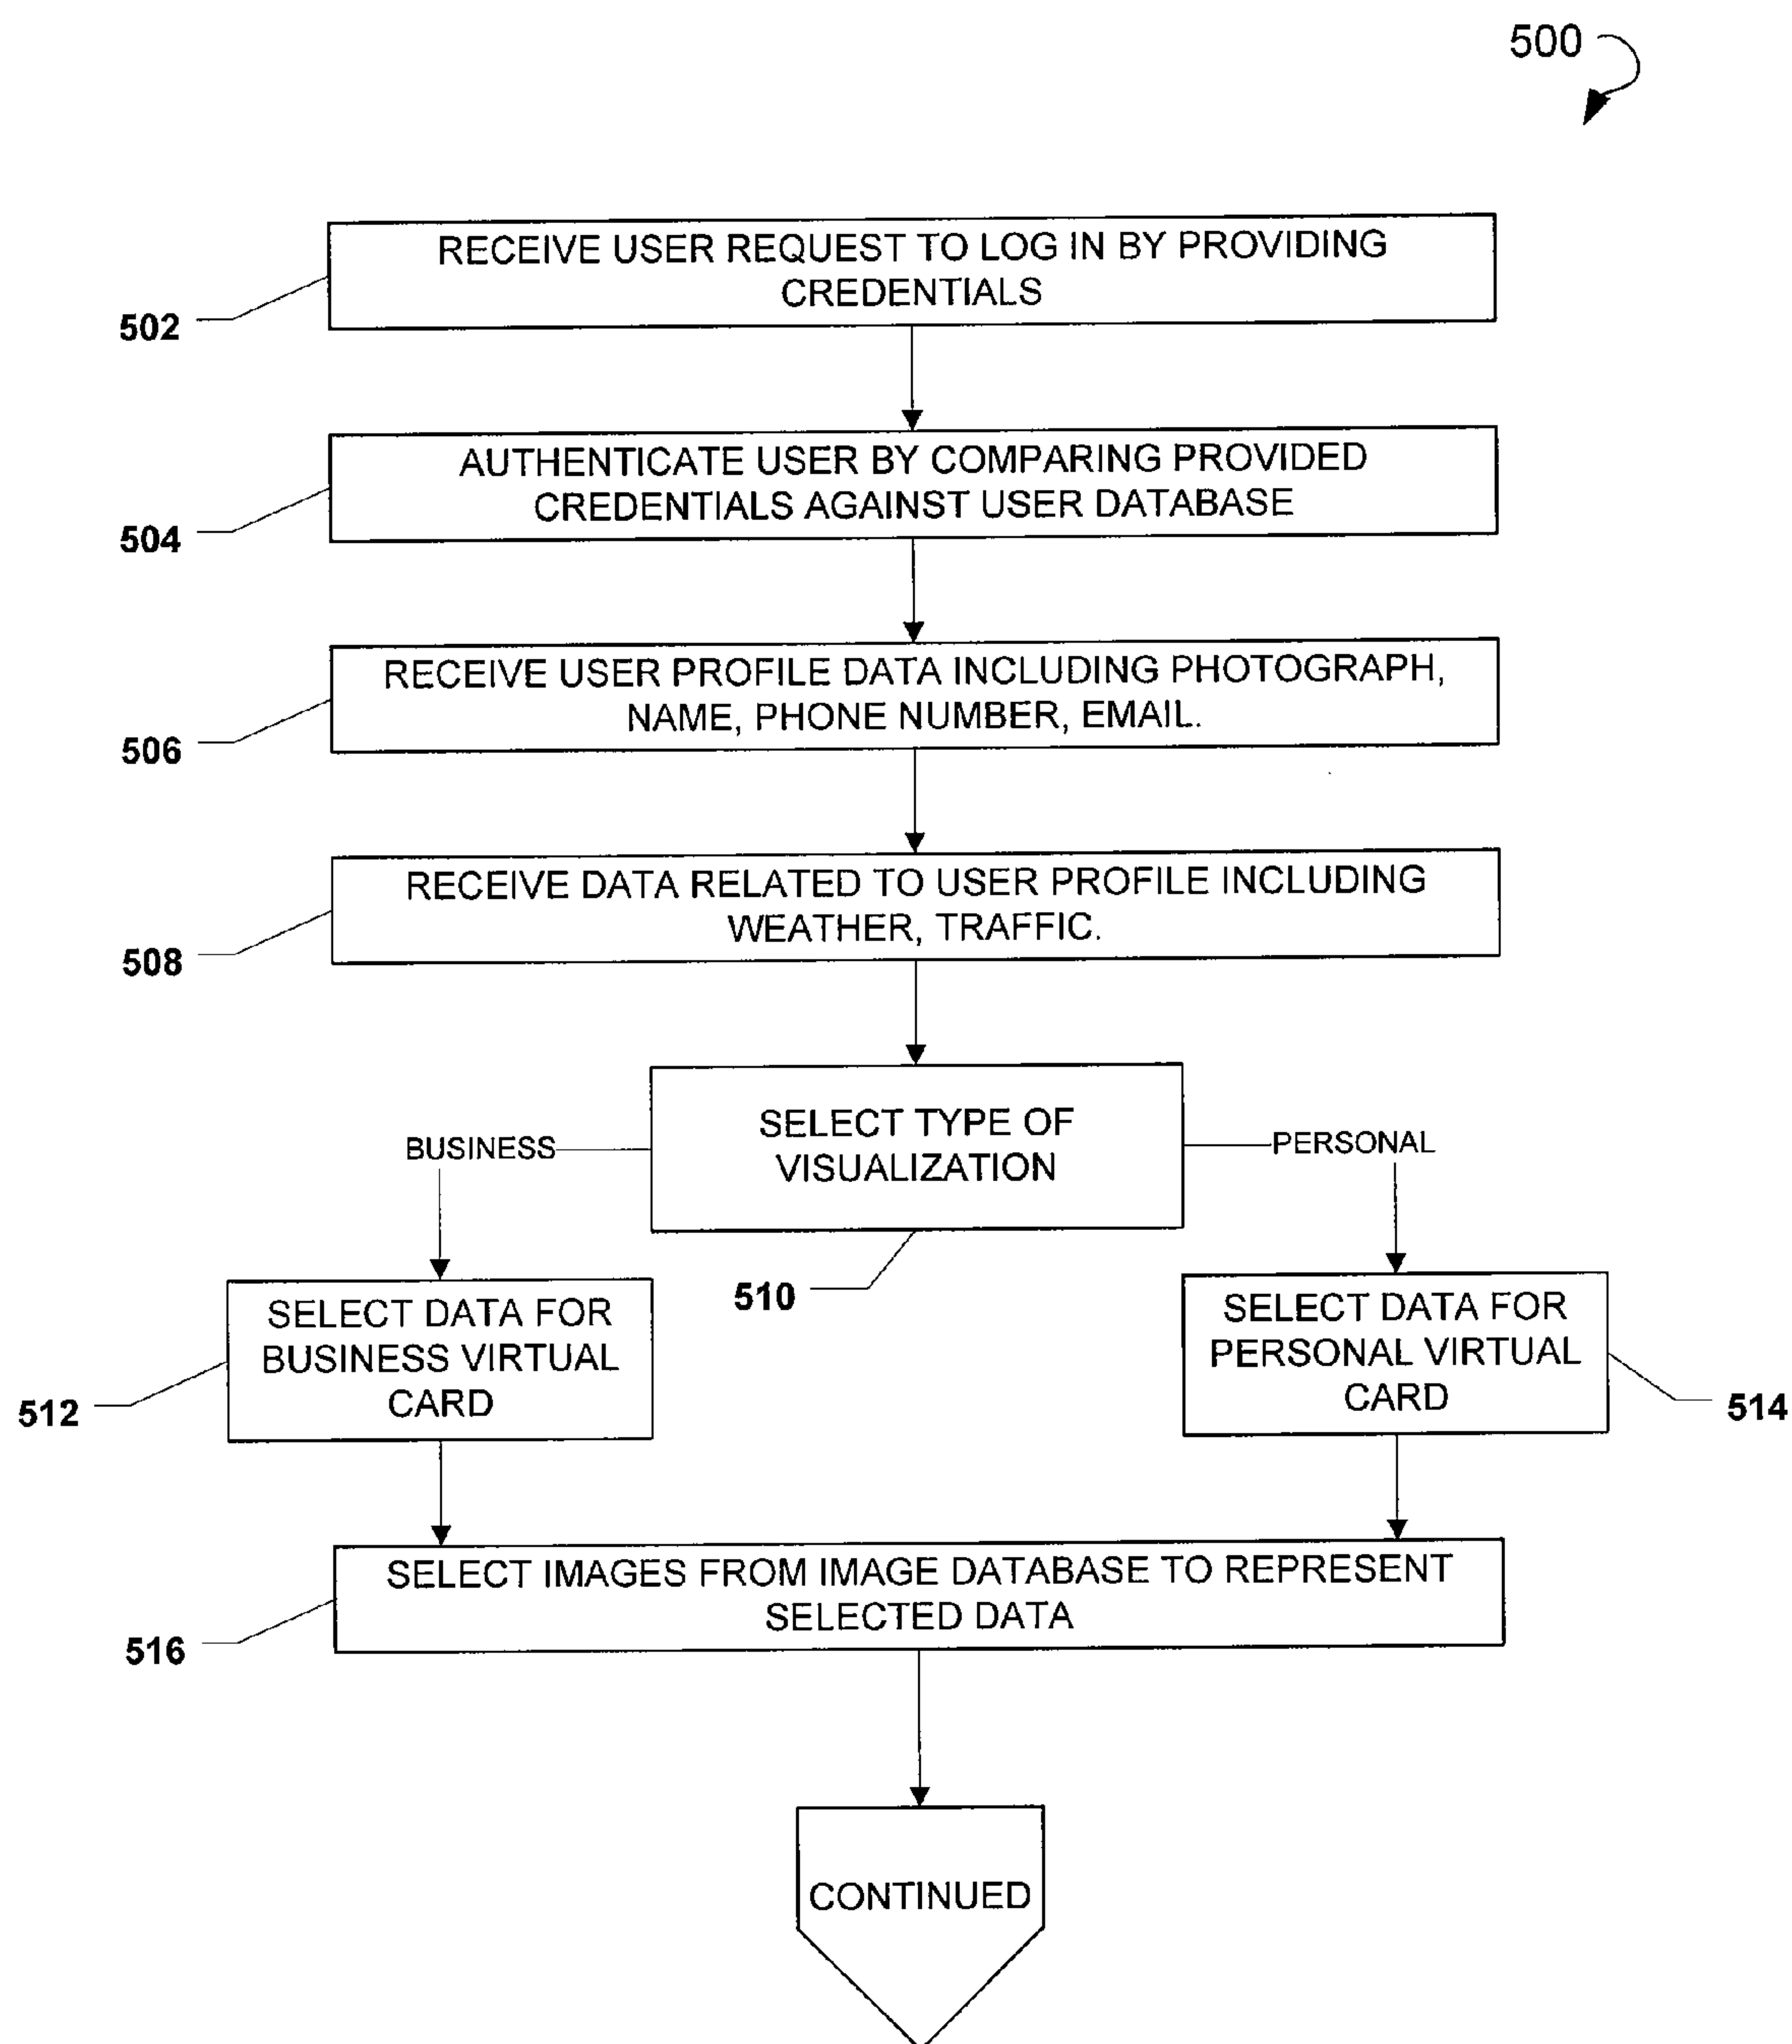 500
RECEIVE USER REQUEST TO LOG IN BY PROVIDING
CREDENTIALS
502
AUTHENTICATE USER BY COMPARING PROVIDED
CREDENTIALS AGAINST USER DATABASE
504
RECEIVE USER PROFILE DATA INCLUDING PHOTOGRAPH,
NAME, PHONE NUMBER, EMAIL.
506
RECEIVE DATA RELATED TO USER PROFILE INCLUDING
WEATHER, TRAFFIC.
508
SELECT TYPE OF
VISUALIZATION
BUSINESS
PERSONAL
510
SELECT DATA FOR
BUSINESS VIRTUAL
CARD
512
SELECT DATA FOR
PERSONAL VIRTUAL
CARD
514
SELECT IMAGES FROM IMAGE DATABASE TO REPRESENT
SELECTED DATA
516
CONTINUED